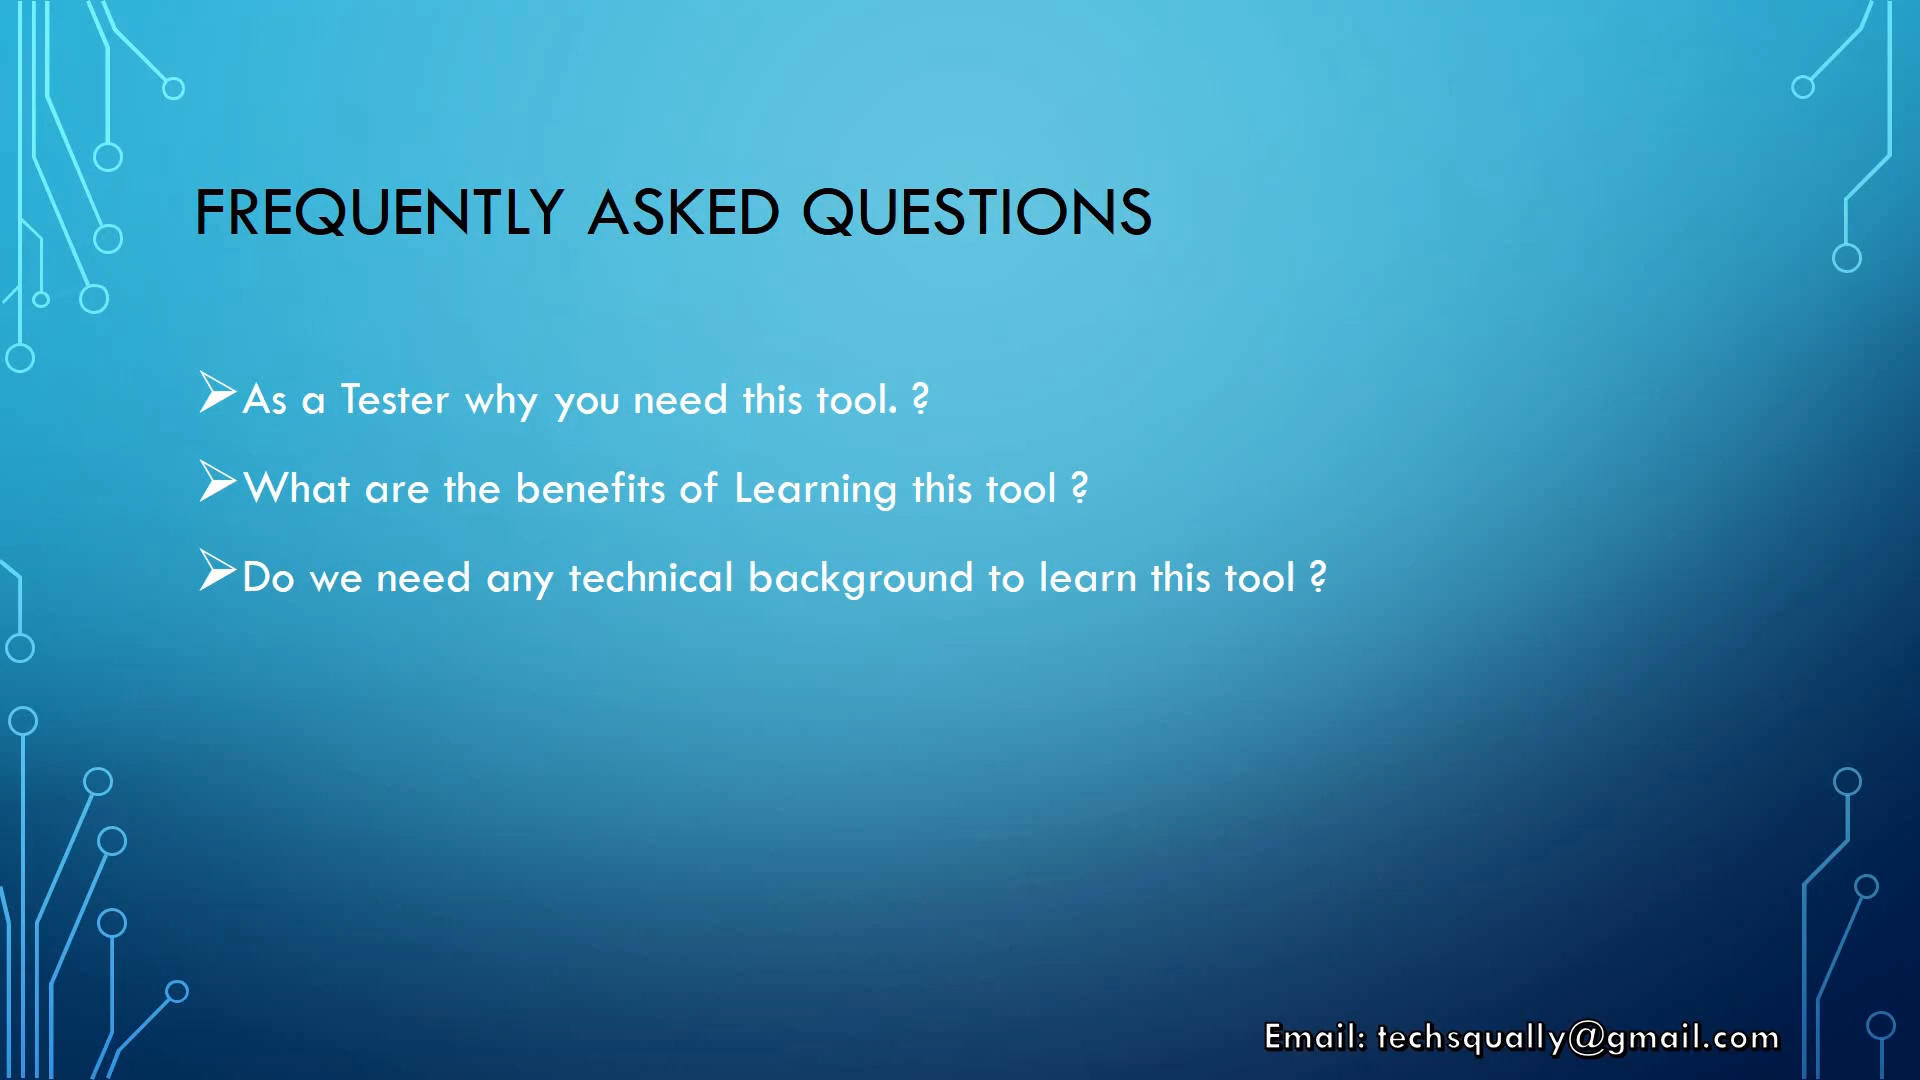 FREQUENTLY ASKED QUESTIONS
As a Tester why you need this tool. ?
What are the benefits of Learning this tool ?
Do we need any technical background to learn this tool ?
Email: techsqually@gmail.com